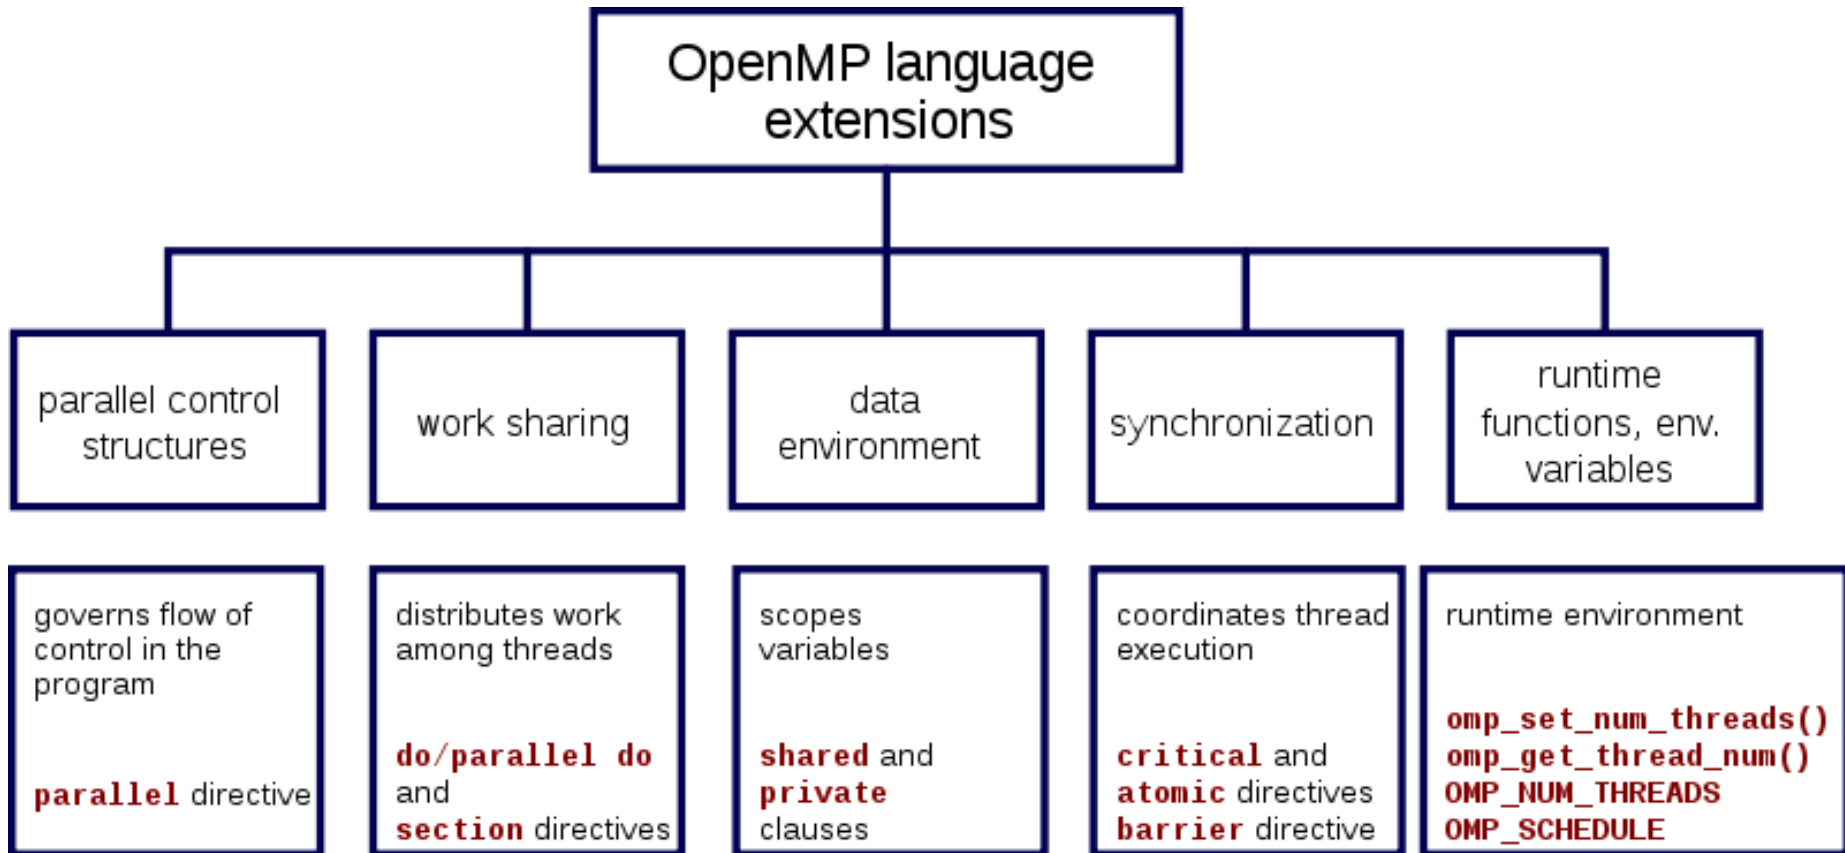 OpenMP language
extensions
parallel control
structures
work sharing
data
environment
synchronization
runtime
functions, env.
variables
governs flow of
control in the
program
parallel directive
distributes work
among threads
do/parallel do
and
section directives
scopes
variables
shared and
private
clauses
coordinates thread
execution
critical and
atomic directives
barrier directive
runtime environment
omp_set_num_threads()
omp_get_thread_num()
OMP_NUM_THREADS
OMP_SCHEDULE